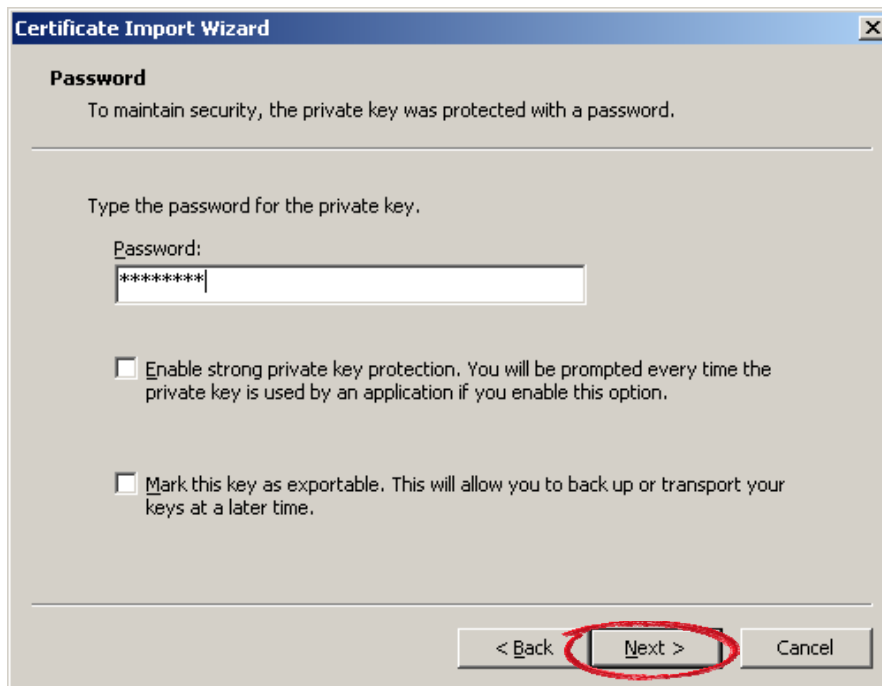 Certificate Import Wizard
Password
To maintain security, the private key was protected with a password.
Type the password for the private key.
Password:
********
Enable strong private key protection. You will be prompted every time the
private key is used by an application if you enable this option.
Mark this key as exportable. This will allow you to back up or transport your
keys at a later time.
< Back Next > Cancel